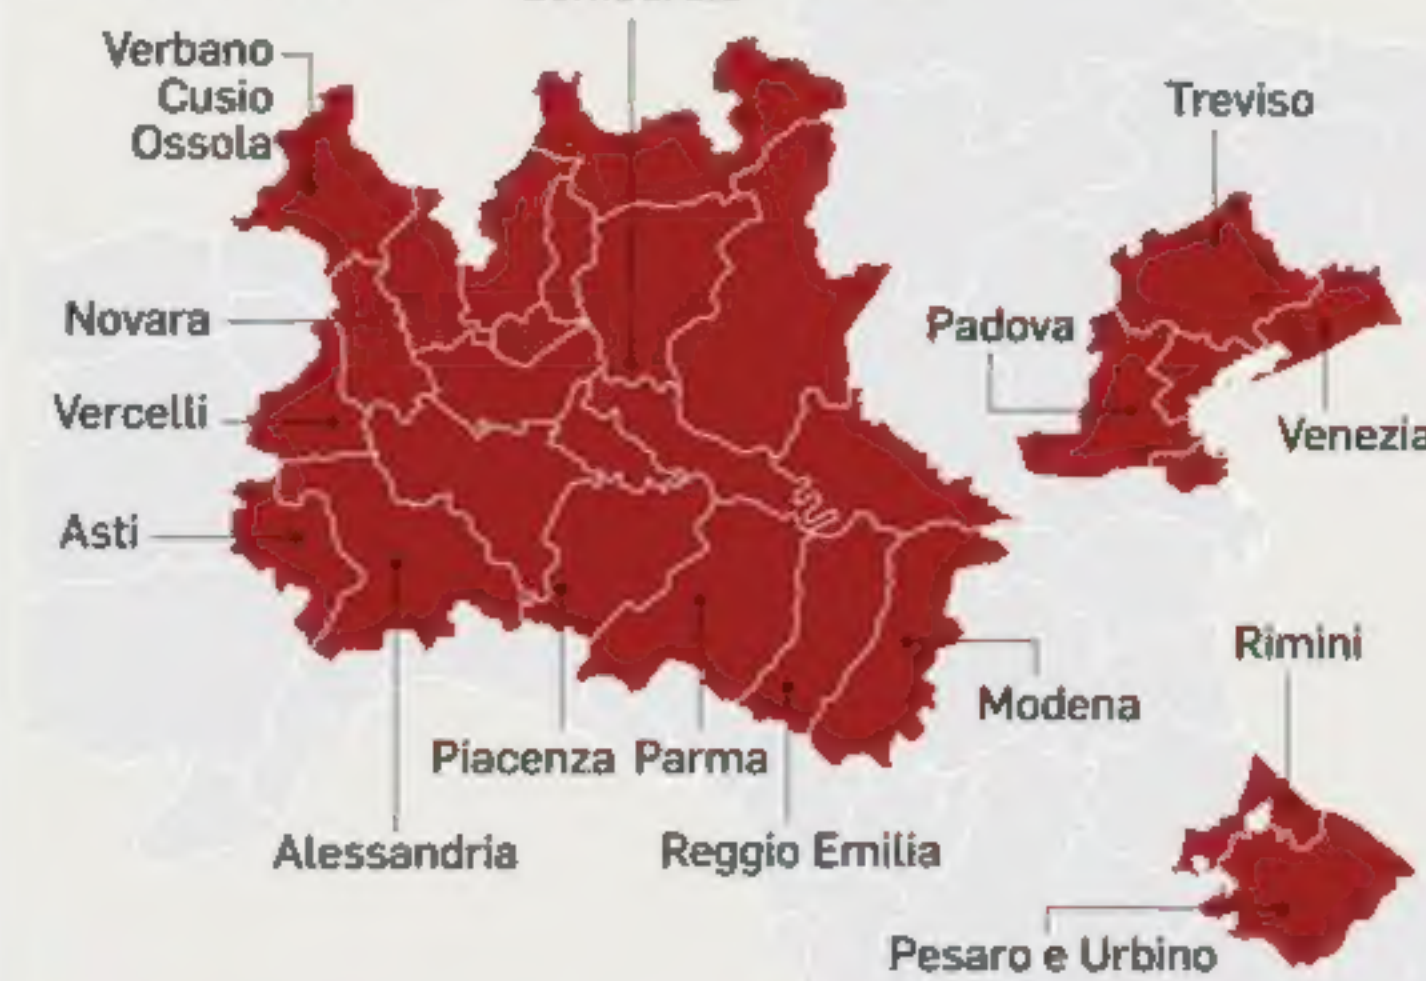 Verbano
Cusio
Ossola
Treviso
Novara
Padova
Vercelli
Venezia
Asti
Rimini
Modena
Piacenza
Parma
Alessandria
Reggio Emilia
Pesaro e Urbino